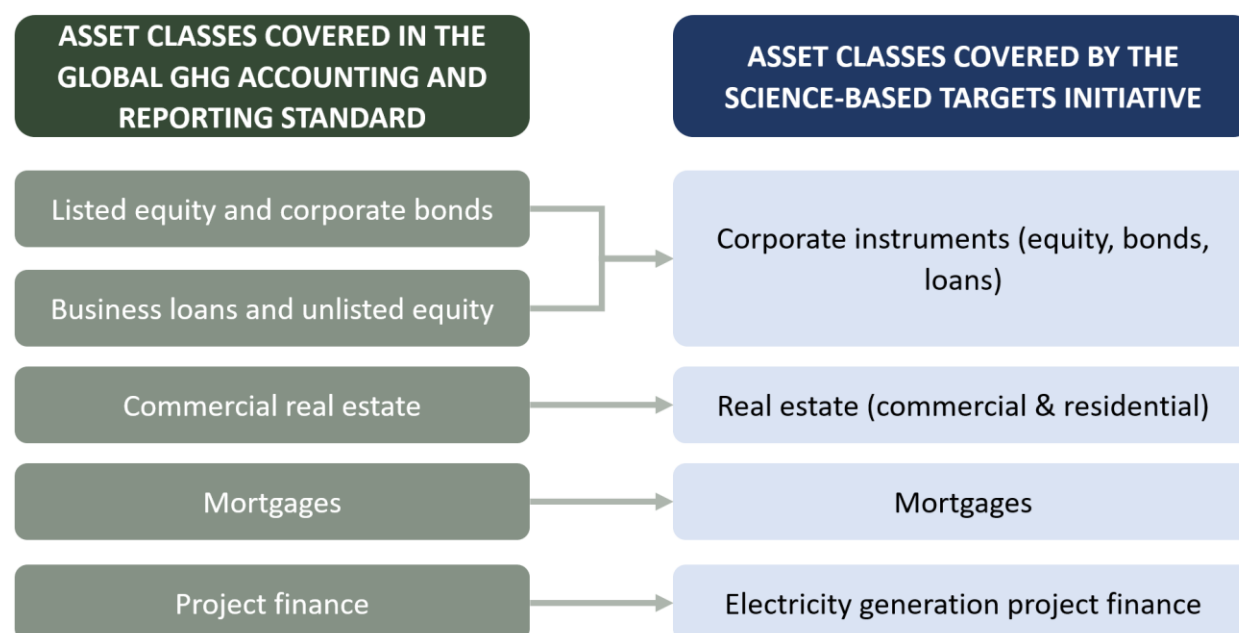 ASSET CLASSES COVERED IN THE
GLOBAL GHG ACCOUNTING AND
REPORTING STANDARD
ASSET CLASSES COVERED BY THE
SCIENCE-BASED TARGETS INITIATIVE
Listed equity and corporate bonds
Business loans and unlisted equity
Corporate instruments (equity, bonds,
loans)
Commercial real estate
Real estate (commercial & residential)
Mortgages
Mortgages
Project finance
Electricity generation project finance